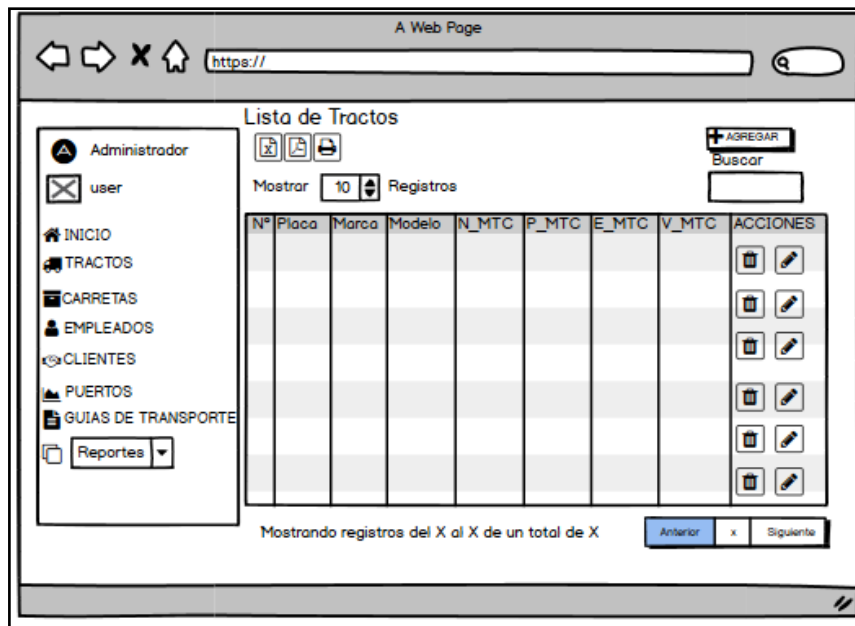 A Web Page
https://
Lista de Tractos
Administrador
user
INICIO
TRACTOS
CARRETAS
EMPLEADOS
CLIENTES
PUERTOS
GUIAS DE TRANSPORTE
Reportes
AGREGAR
Buscar
Mostrar 10 Registros
Nº Placa Marca Modelo N_MTC P_MTC E_MTC V_MTC ACCIONES
Mostrando registros del X al X de un total de X
Anterior x Siguiente